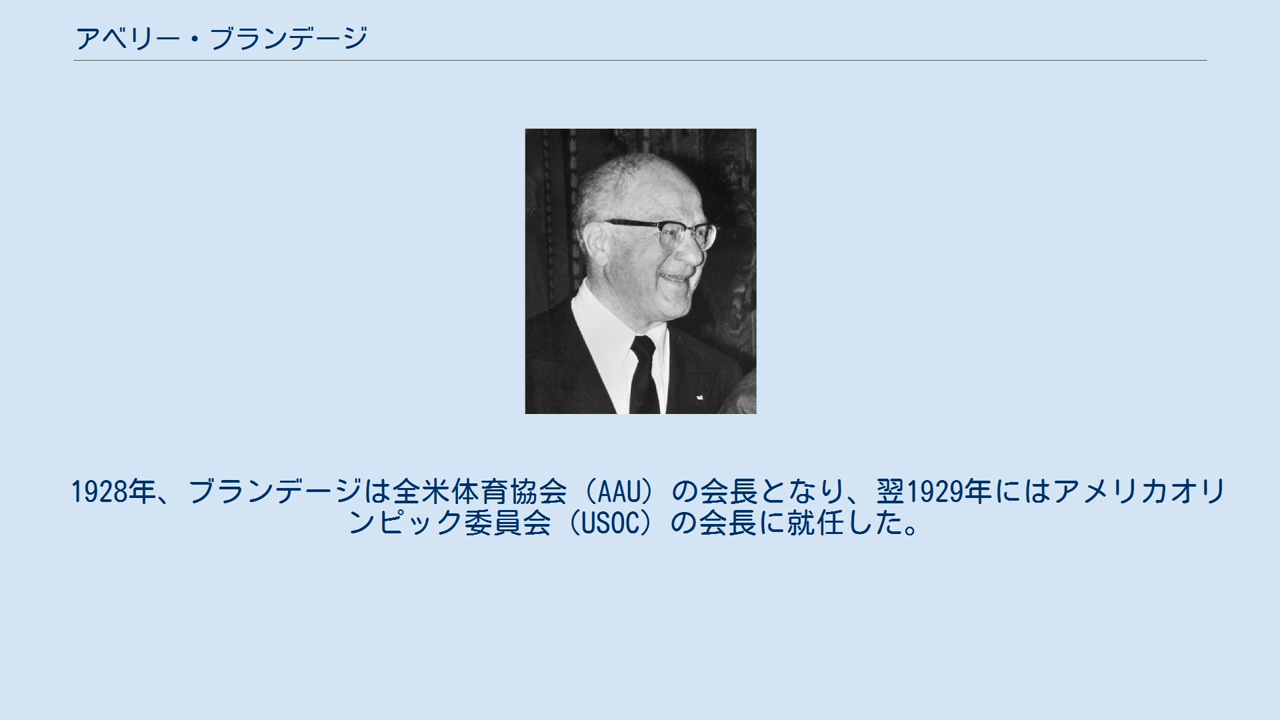 アベリー・ブランデージ
1928年、ブランデージは全米体育協会（AAU）の会長となり、翌1929年にはアメリカオリ
ンピック委員会（USOC）の会長に就任した。